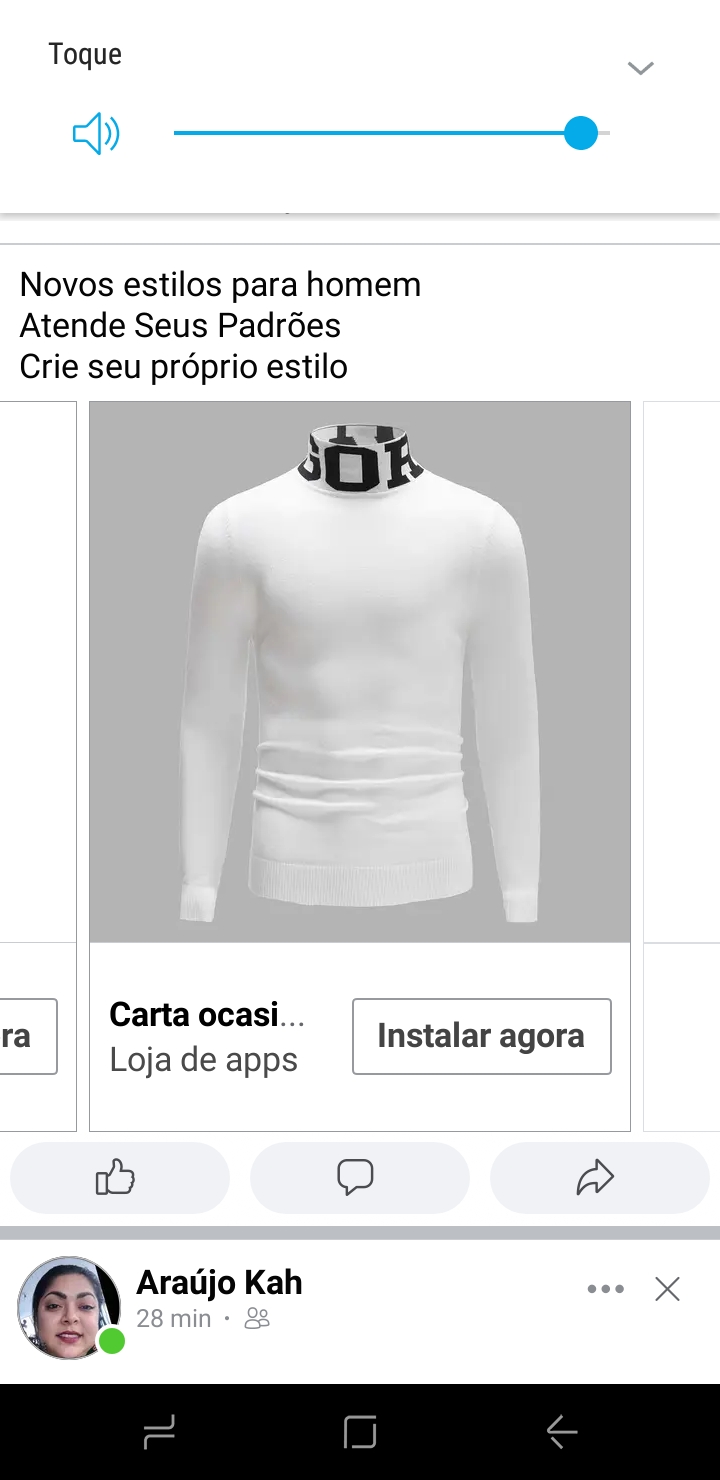 Toque
Novos estilos para homem
Atende Seus Padrões
Crie seu próprio estilo
Carta ocasi...
Loja de apps
Instalar agora
ra
Araújo Kah
28 min ·